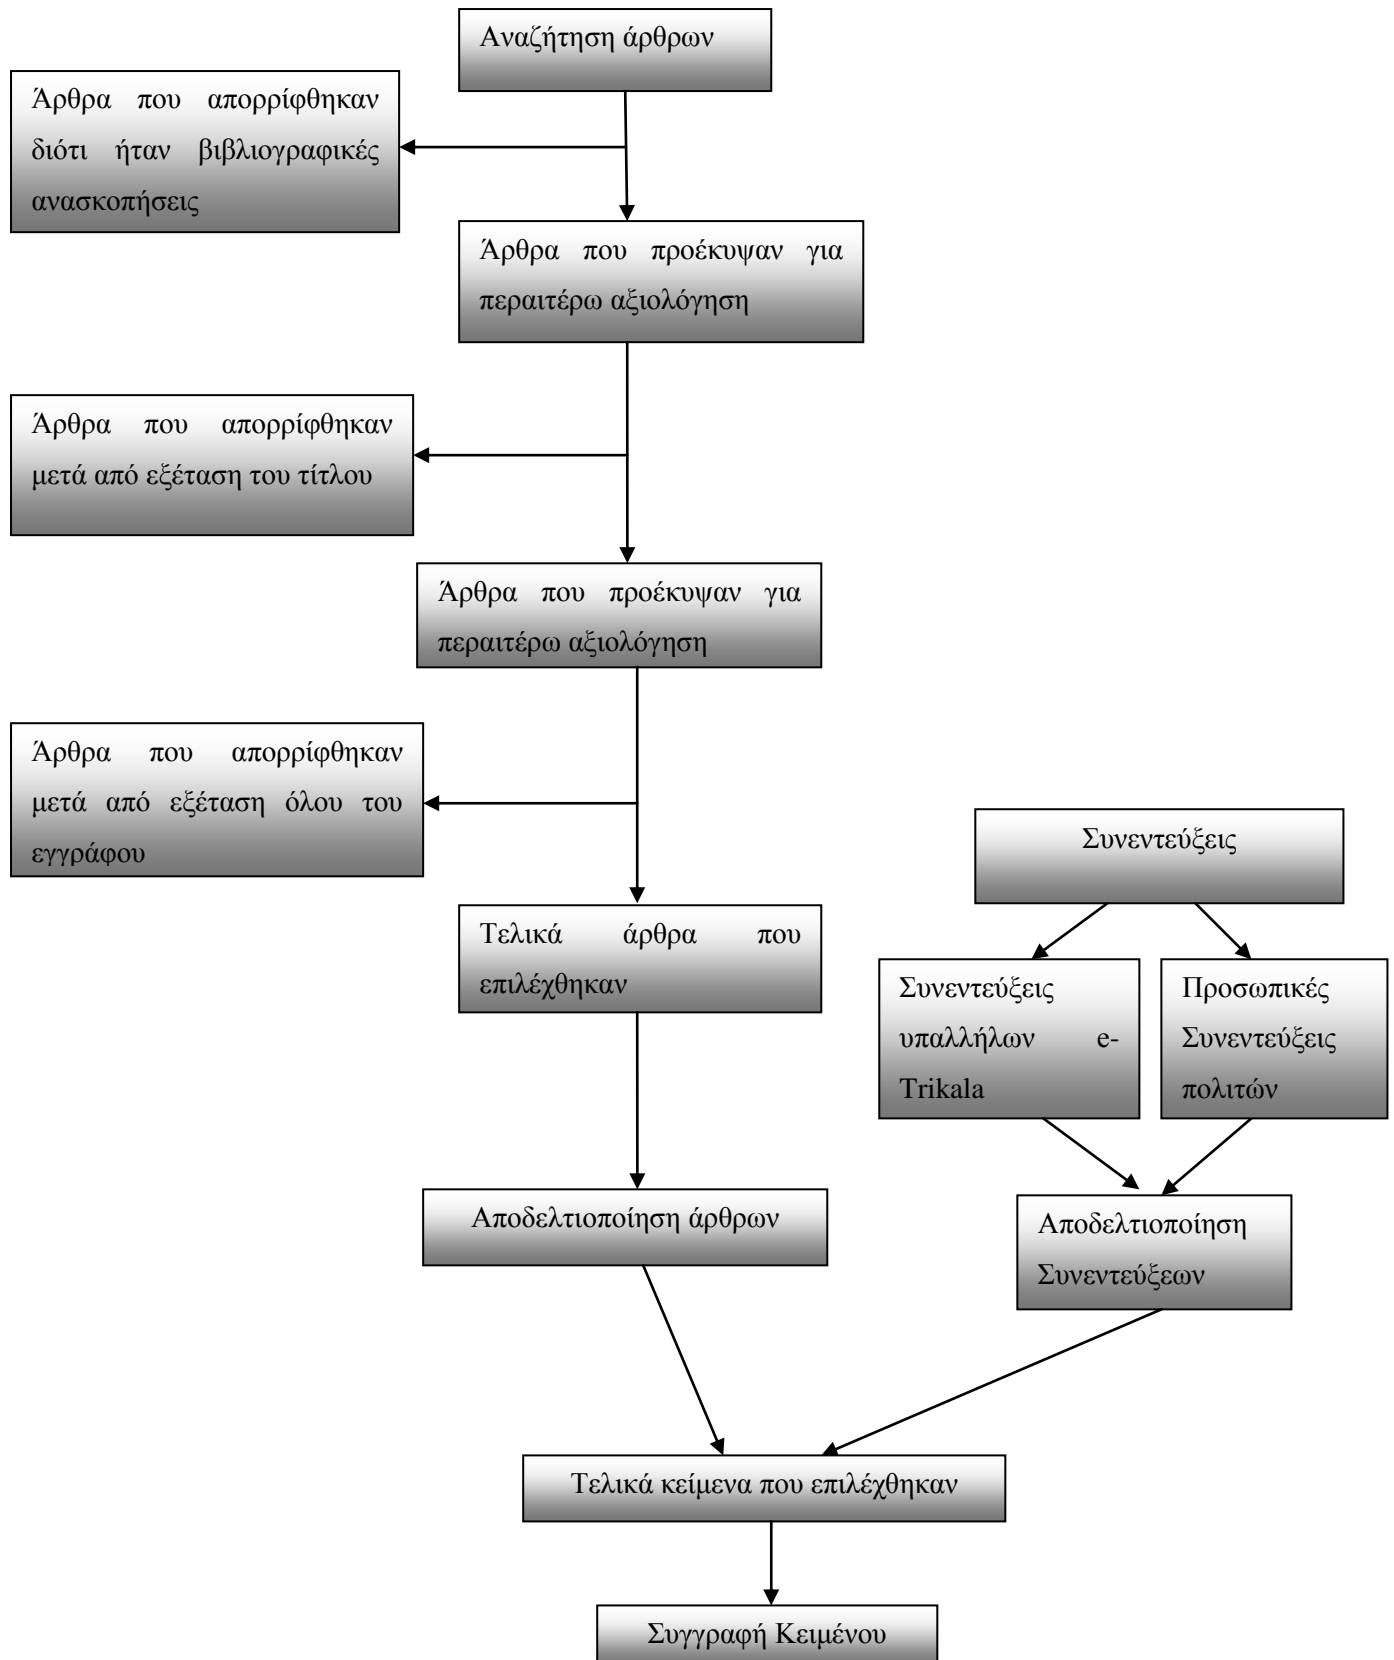 Αναζήτηση άρθρων
Άρθρα που απορρίφθηκαν
διότι ήταν βιβλιογραφικές
ανασκοπήσεις
Άρθρα που προέκυψαν για
περαιτέρω αξιολόγηση
Άρθρα που απορρίφθηκαν
μετά από εξέταση του τίτλου
Άρθρα που προέκυψαν για
περαιτέρω αξιολόγηση
Άρθρα που απορρίφθηκαν
μετά από εξέταση όλου του
εγγράφου
Τελικά άρθρα που
επιλέχθηκαν
Συνεντεύξεις
Συνεντεύξεις
υπαλλήλων e-
Trikala
Προσωπικές
Συνεντεύξεις
πολιτών
Αποδελτιοποίηση άρθρων
Αποδελτιοποίηση
Συνεντεύξεων
Τελικά κείμενα που επιλέχθηκαν
Συγγραφή Κειμένου